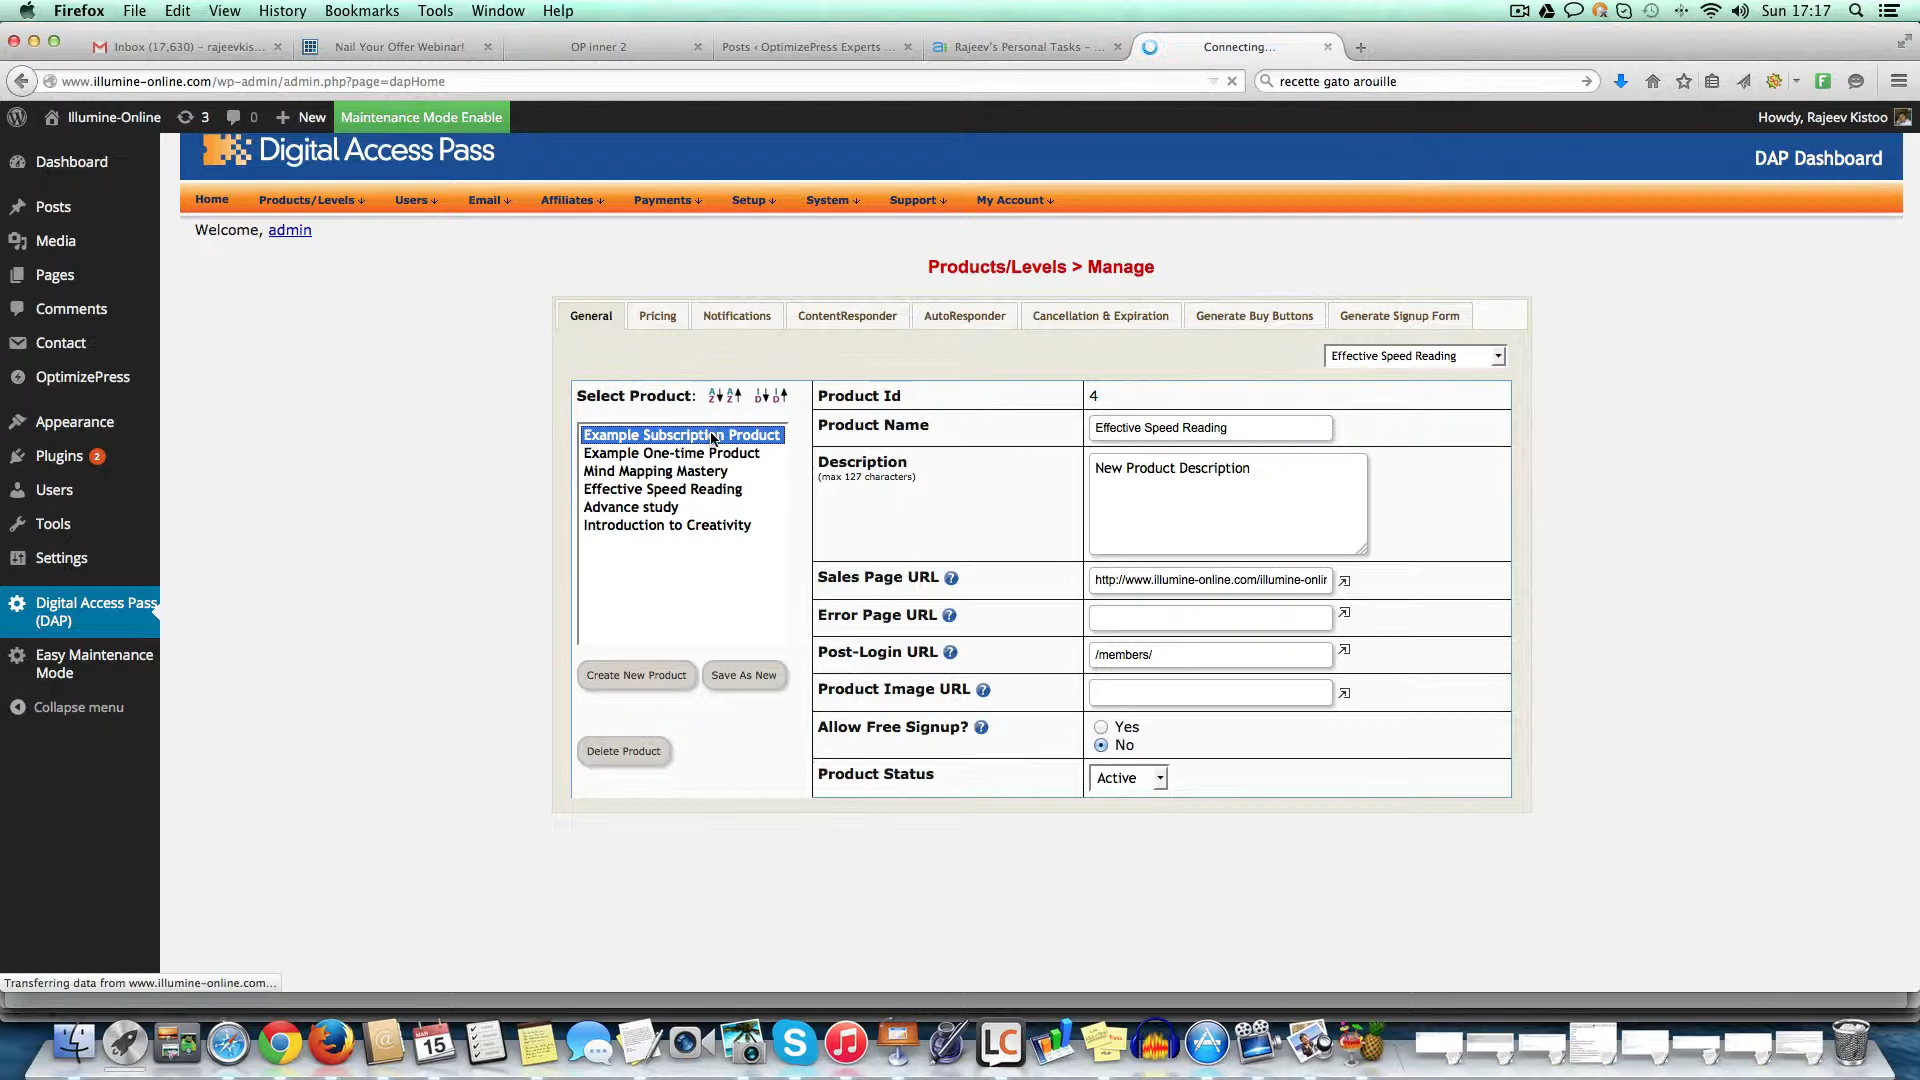 Firefox File Edit View History Bookmarks Tools Window Help Sun 17:17
Inbox (17,630) – rajeevkis... Nail Your Offer Webinar! OP inner 2 Posts ‹ OptimizePress Experts ... Rajeev's Personal Tasks – ... Connecting...
www.illumine-online.com/wp-admin/admin.php?page=dapHome recette gato arouille
Illumine-Online 3 0 New Maintenance Mode Enable Howdy, Rajeev Kistoo
Dashboard
Posts
Media
Pages
Comments
Contact
OptimizePress
Appearance
Plugins 2
Users
Tools
Settings
Digital Access Pass
(DAP)
Easy Maintenance
Mode
Collapse menu
Digital Access Pass
DAP Dashboard
Home Products/Levels Users Email Affiliates Payments Setup System Support My Account
Welcome, admin
Products/Levels > Manage
General Pricing Notifications ContentResponder AutoResponder Cancellation & Expiration Generate Buy Buttons Generate Signup Form
Effective Speed Reading
Select Product:
Example Subscription Product
Example One-time Product
Mind Mapping Mastery
Effective Speed Reading
Advance study
Introduction to Creativity
Create New Product Save As New
Delete Product
Product Id 4
Product Name Effective Speed Reading
Description New Product Description
(max 127 characters)
Sales Page URL http://www.illumine-online.com/illumine-onlir
Error Page URL
Post-Login URL /members/
Product Image URL
Allow Free Signup? Yes
No
Product Status Active
Transferring data from www.illumine-online.com...
MAR
15
LC